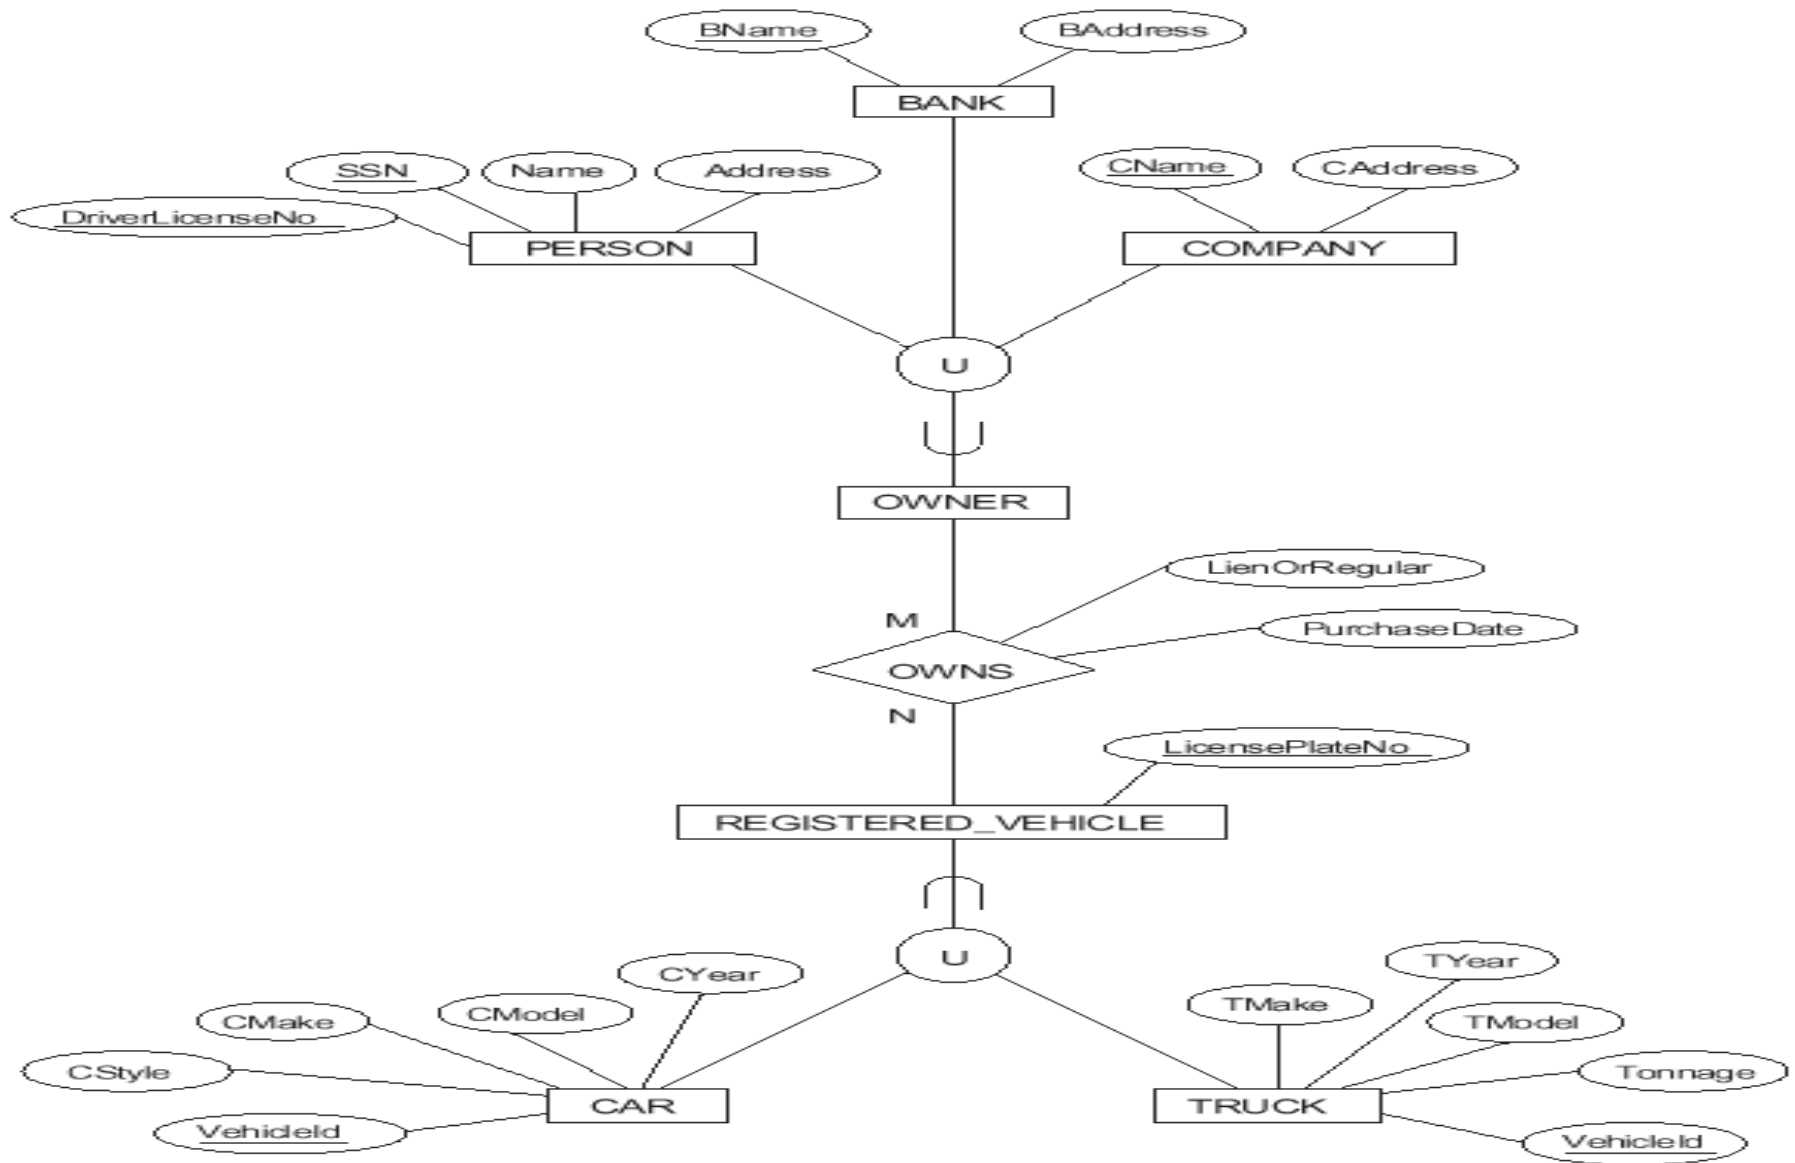 BName
BAddress
BANK
SSN
Name
Address
CName
CAddress
DriverLicenseNo
PERSON
COMPANY
U
OWNER
LienOrRegular
M
PurchaseDate
OWNS
N
LicensePlateNo
REGISTERED_VEHICLE
U
TYear
CYear
TMake
CModel
CMake
TModel
CStyle
Tonnage
CAR
TRUCK
VehicleId
VehicleId